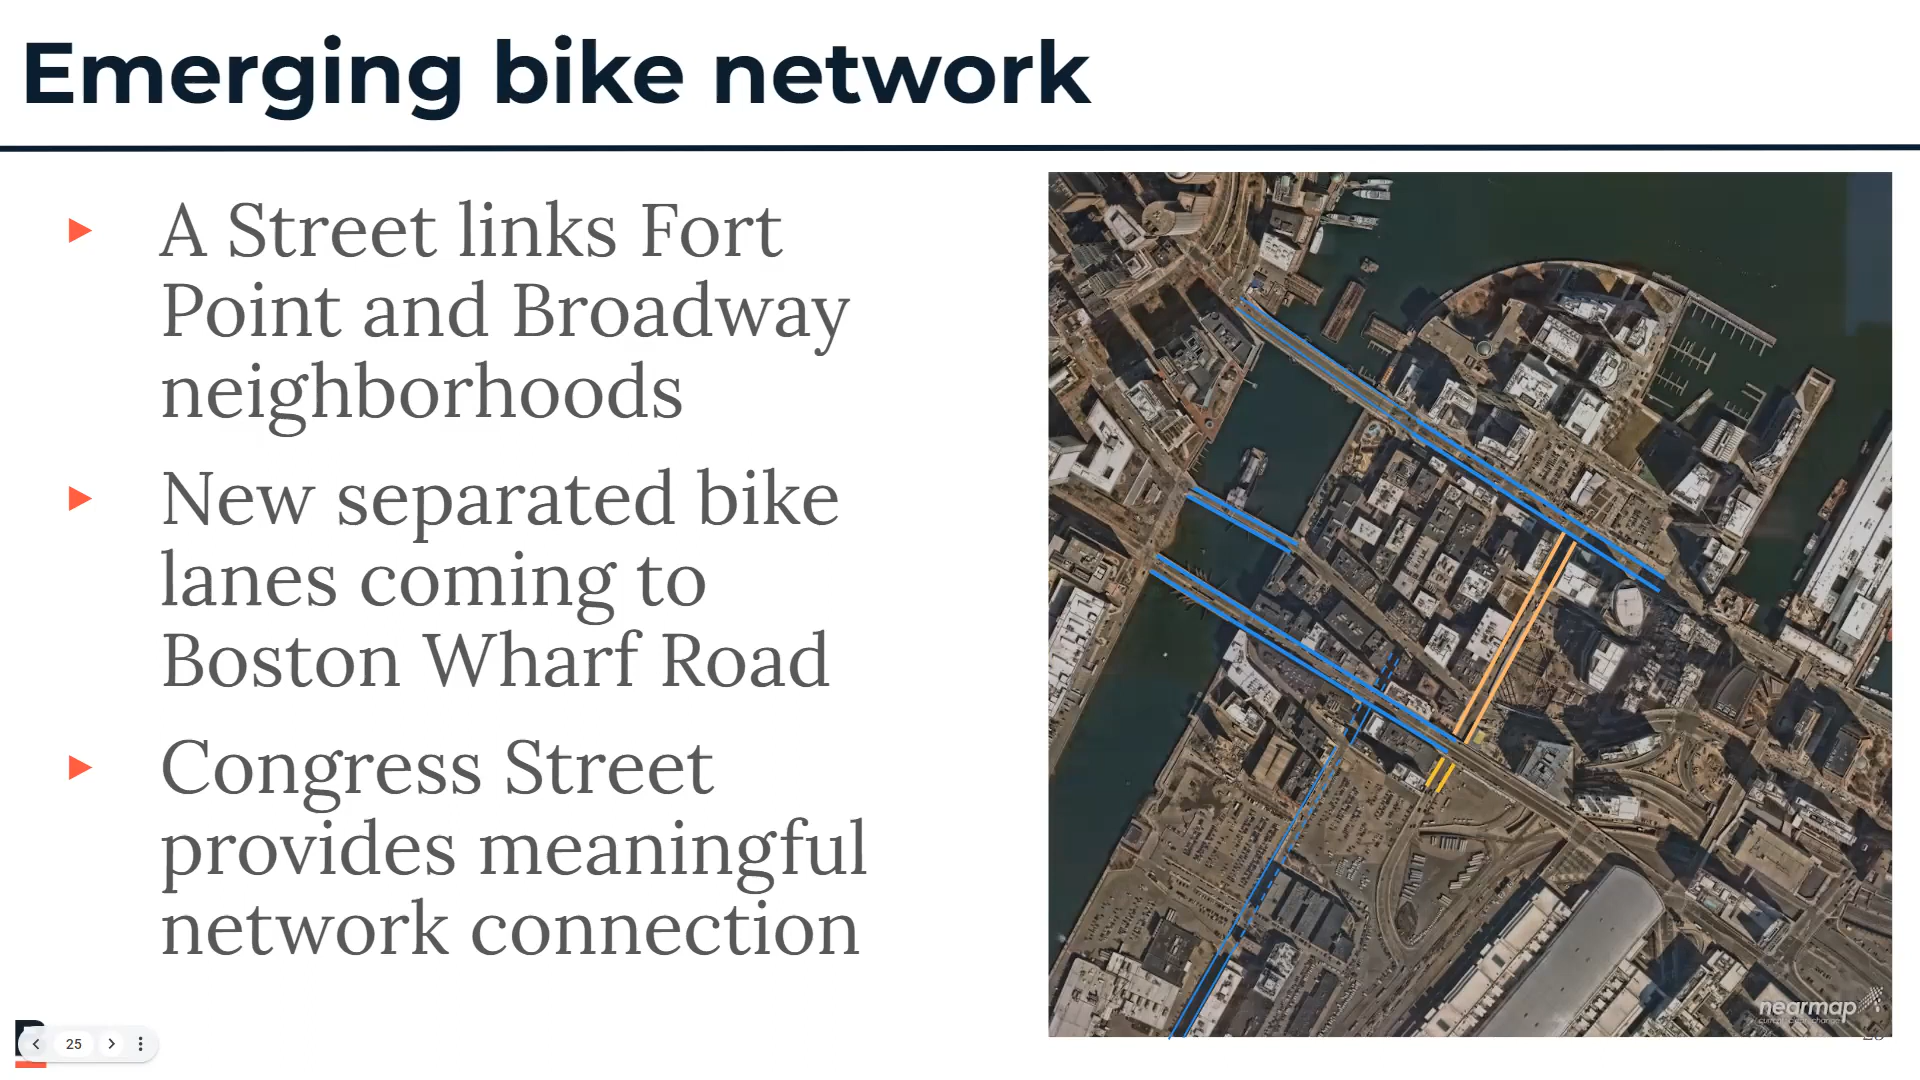 Emerging bike network
A Street links Fort
Point and Broadway
neighborhoods
New separated bike
lanes coming to
Boston Wharf Road
Congress Street
provides meaningful
network connection
nearmap
25